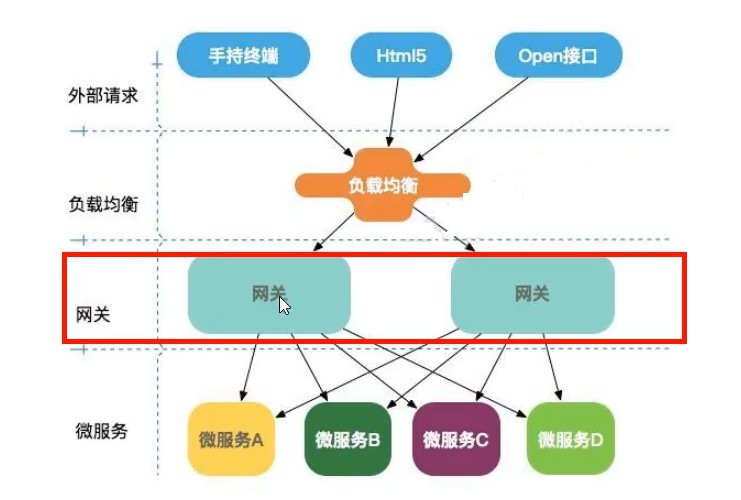 手持终端
Html5
Open接口
外部请求
负载均衡
负载均衡
网关
网关
网关
微服务
微服务A
微服务B
微服务C
微服务D